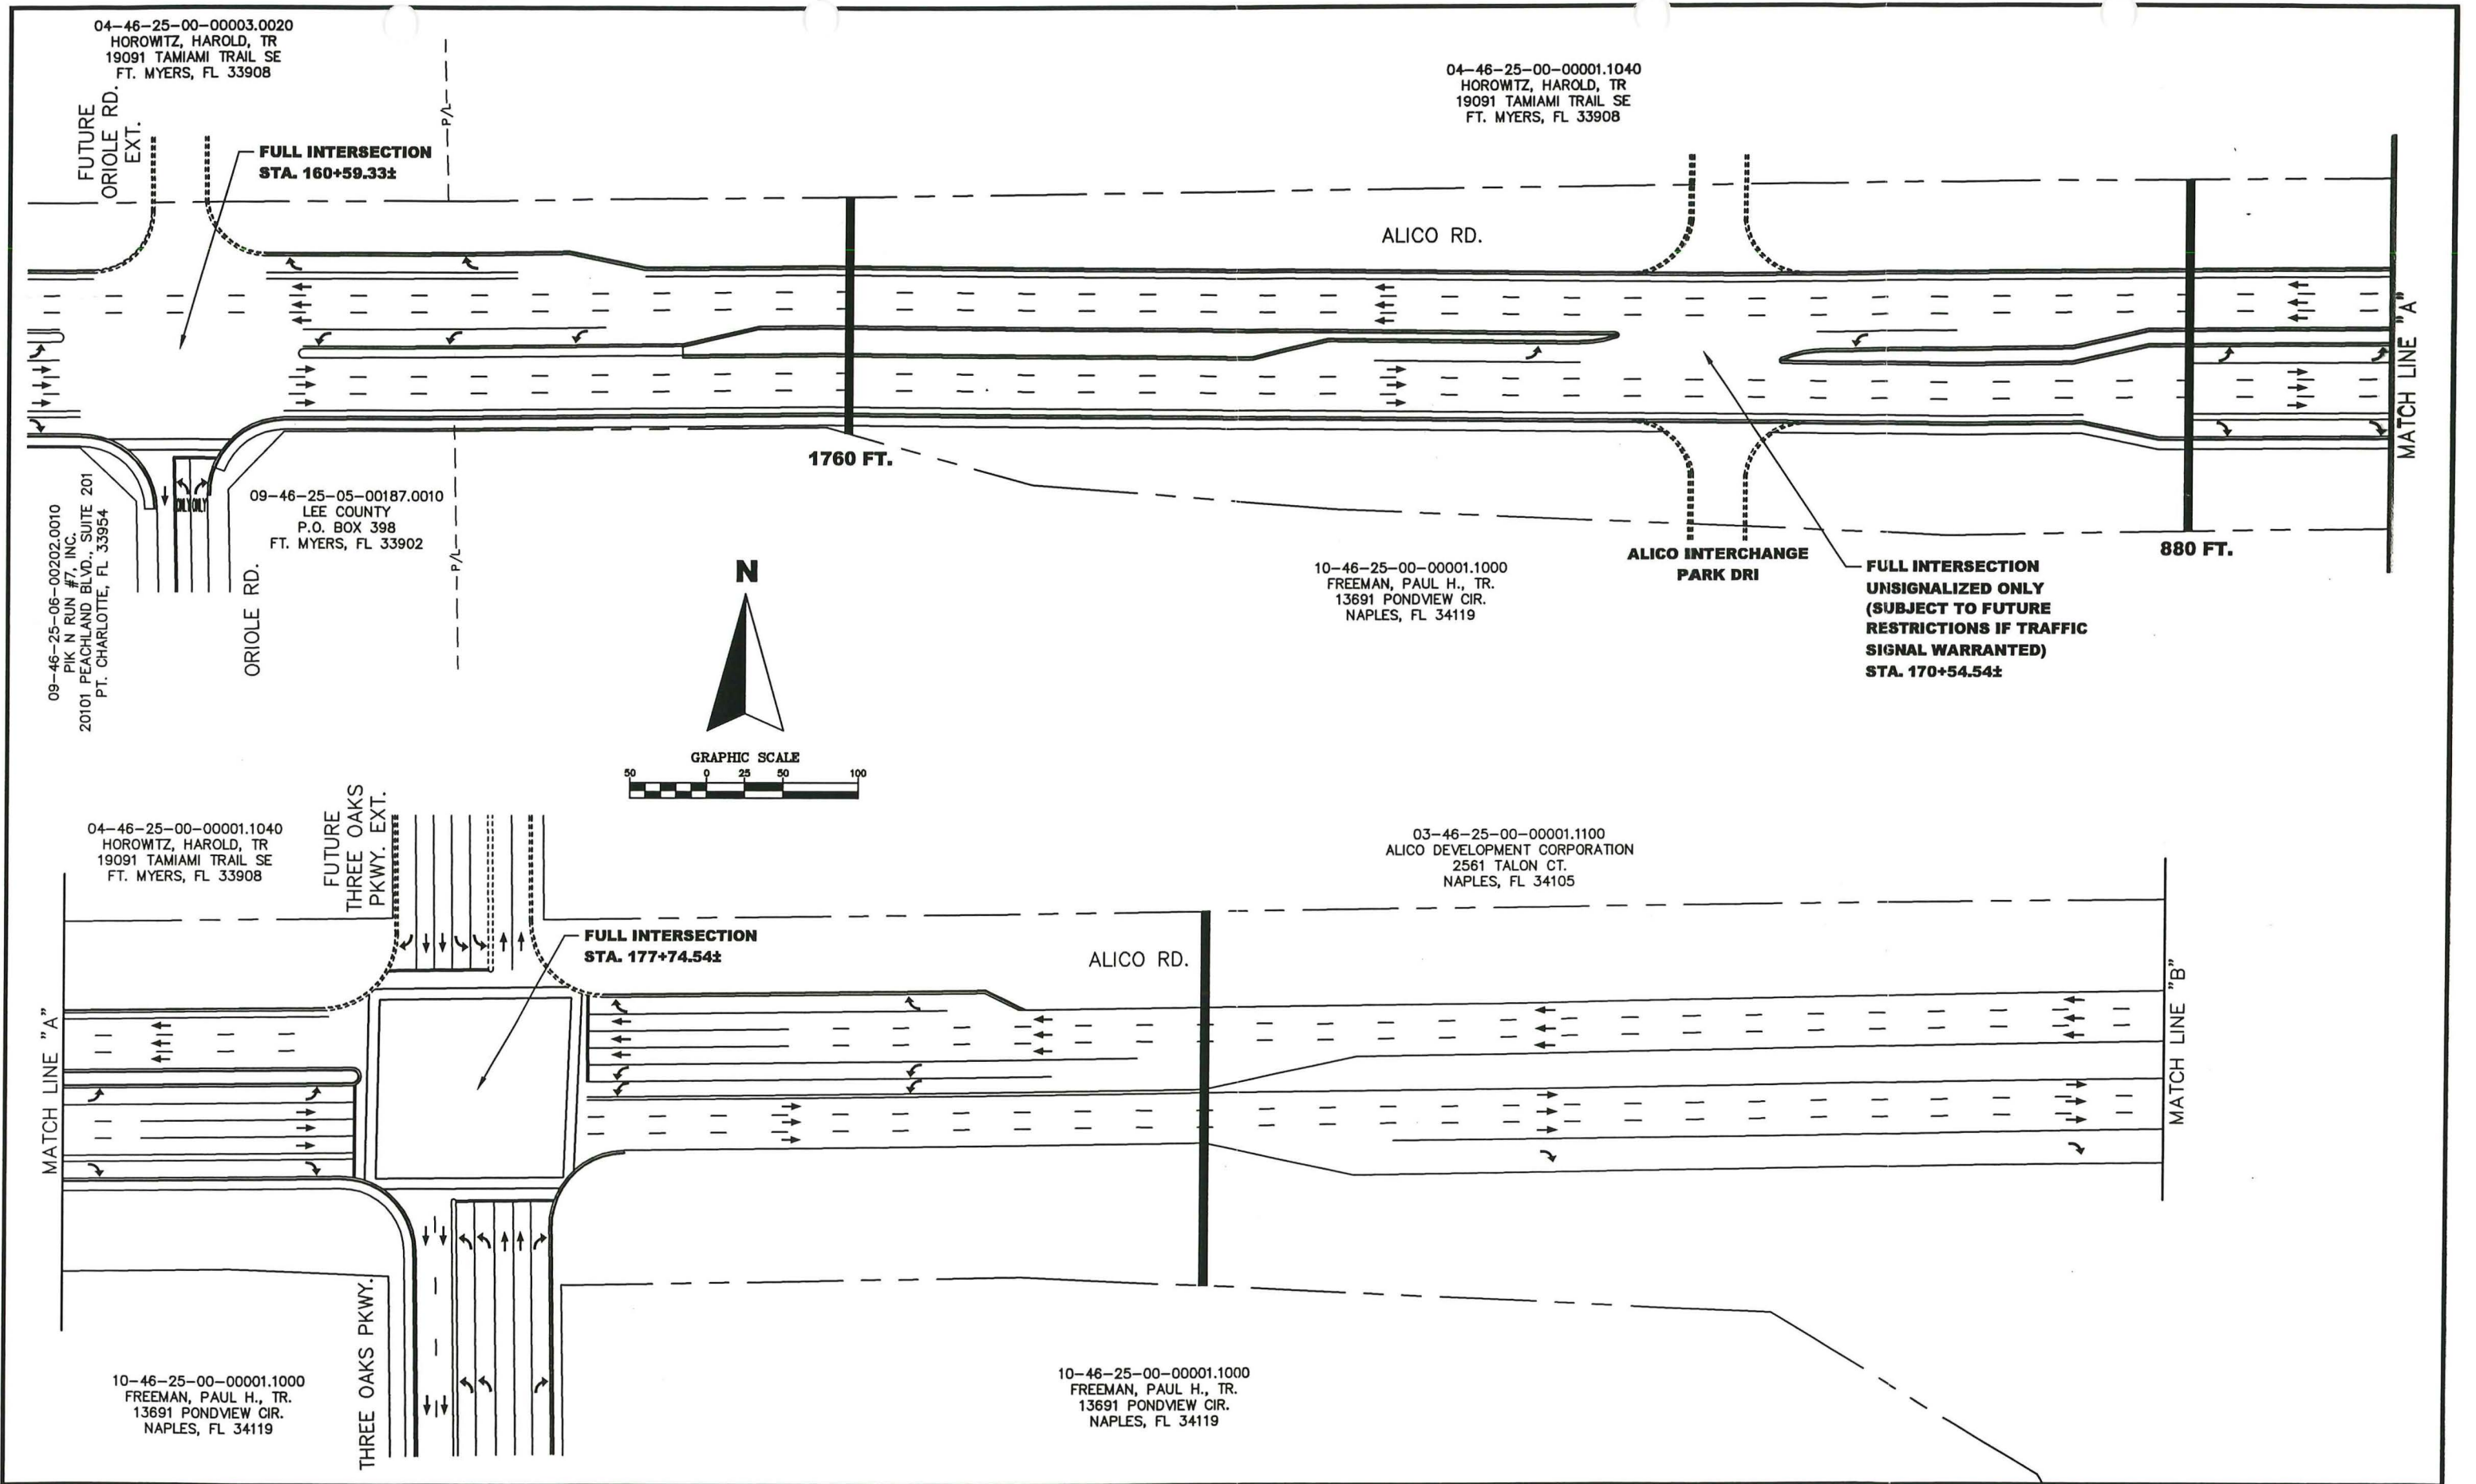 04-46-25-00-00003.0020
HOROWITZ, HAROLD, TR
19091 TAMIAMI TRAIL SE
FT. MYERS, FL 33908
FUTURE
ORIOLE RD.
EXT.
FULL INTERSECTION
STA. 160+59.33±
P/L
04-46-25-00-00001.1040
HOROWITZ, HAROLD, TR
19091 TAMIAMI TRAIL SE
FT. MYERS, FL 33908
ALICO RD.
MATCH LINE "A"
1760 FT.
880 FT.
ONLY
ONLY
09-46-25-06-00202.0010
PIK N RUN #7, INC.
20101 PEACHLAND BLVD., SUITE 201
PT. CHARLOTTE, FL 33954
09-46-25-05-00187.0010
LEE COUNTY
P.O. BOX 398
FT. MYERS, FL 33902
ORIOLE RD.
P/L
N
10-46-25-00-00001.1000
FREEMAN, PAUL H., TR.
13691 PONDVIEW CIR.
NAPLES, FL 34119
ALICO INTERCHANGE
PARK DRI
FULL INTERSECTION
UNSIGNALIZED ONLY
(SUBJECT TO FUTURE
RESTRICTIONS IF TRAFFIC
SIGNAL WARRANTED)
STA. 170+54.54±
GRAPHIC SCALE
50 0 25 50 100
04-46-25-00-00001.1040
HOROWITZ, HAROLD, TR
19091 TAMIAMI TRAIL SE
FT. MYERS, FL 33908
FUTURE
THREE OAKS
PKWY. EXT.
FULL INTERSECTION
STA. 177+74.54±
03-46-25-00-00001.1100
ALICO DEVELOPMENT CORPORATION
2561 TALON CT.
NAPLES, FL 34105
ALICO RD.
MATCH LINE "A"
MATCH LINE "B"
THREE OAKS PKWY.
10-46-25-00-00001.1000
FREEMAN, PAUL H., TR.
13691 PONDVIEW CIR.
NAPLES, FL 34119
10-46-25-00-00001.1000
FREEMAN, PAUL H., TR.
13691 PONDVIEW CIR.
NAPLES, FL 34119